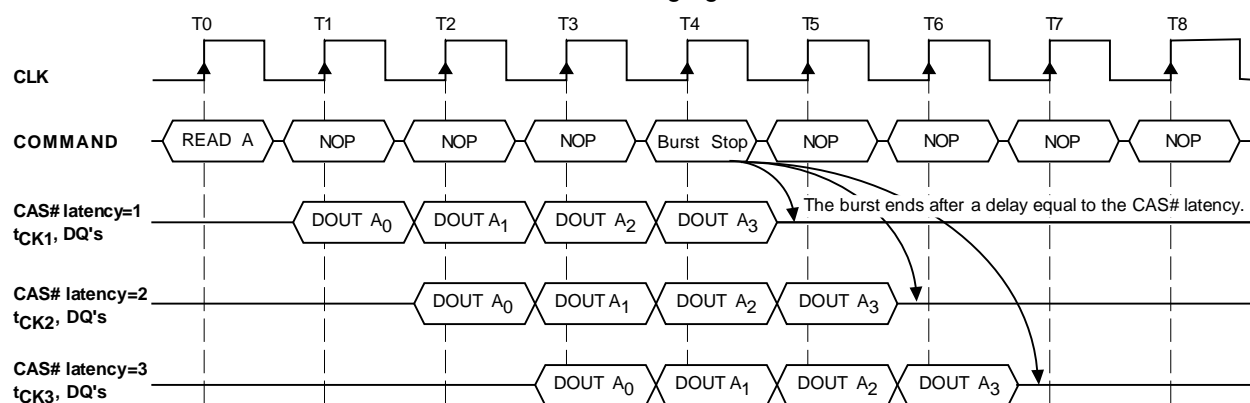 T0 T1 T2 T3 T4 T5 T6 T7 T8
CLK
COMMAND READ A NOP NOP NOP Burst Stop NOP NOP NOP NOP
CAS# latency=1
tCK1, DQ's DOUT A0 DOUT A1 DOUT A2 DOUT A3
The burst ends after a delay equal to the CAS# latency.
CAS# latency=2
tCK2, DQ's DOUT A0 DOUT A1 DOUT A2 DOUT A3
CAS# latency=3
tCK3, DQ's DOUT A0 DOUT A1 DOUT A2 DOUT A3